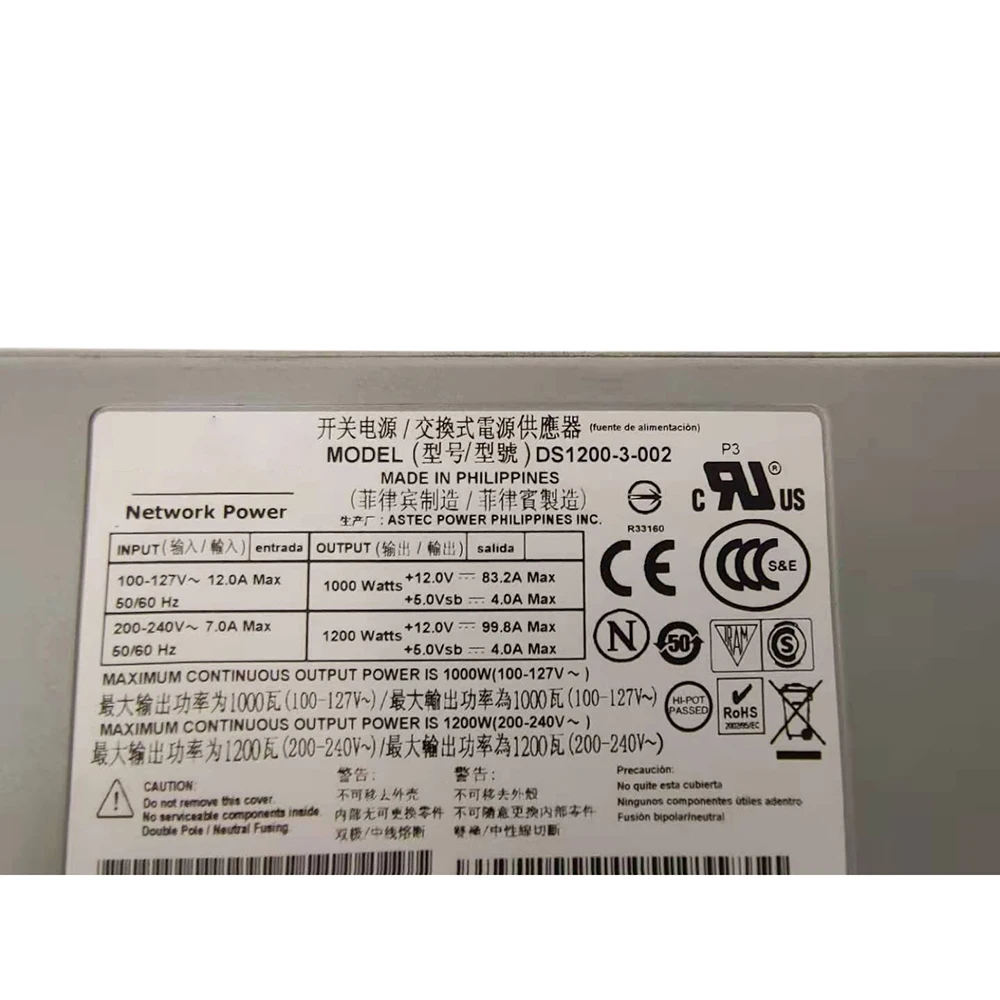 开关电源 / 交換式電源供應器 (fuente de alimentación)
MODEL (型号/型號) DS1200-3-002
MADE IN PHILIPPINES
(菲律宾制造 / 菲律賓製造)
生产厂: ASTEC POWER PHILIPPINES INC.
Network Power
P3
C UR ® US
R33160
CE
CCC S&E
INPUT (输入 / 輸入) entrada OUTPUT (输出 / 輸出) salida
100-127V～ 12.0A Max
50/60 Hz
1000 Watts +12.0V ⎓ 83.2A Max
+5.0Vsb ⎓ 4.0A Max
200-240V～ 7.0A Max
50/60 Hz
1200 Watts +12.0V ⎓ 99.8A Max
+5.0Vsb ⎓ 4.0A Max
N
50
VRAM
S
HI-POT
PASSED
RoHS
2002/95/EC
MAXIMUM CONTINUOUS OUTPUT POWER IS 1000W(100-127V～)
最大输出功率为1000瓦(100-127V~) /最大輸出功率為1000瓦(100-127V~)
MAXIMUM CONTINUOUS OUTPUT POWER IS 1200W(200-240V～)
最大输出功率为1200瓦(200-240V~)/最大輸出功率為1200瓦(200-240V~)
CAUTION:
Do not remove this cover.
No serviceable components inside.
Double Pole / Neutral Fusing.
警告:
不可移去外壳
内部无可更换零件
双极/中线熔断
警告:
不可移去外殼
不可隨意更換內部零件
雙極/中性線切斷
Precaución:
No quite esta cubierta
Ningunos componentes útiles adentro
Fusión bipolar/neutral